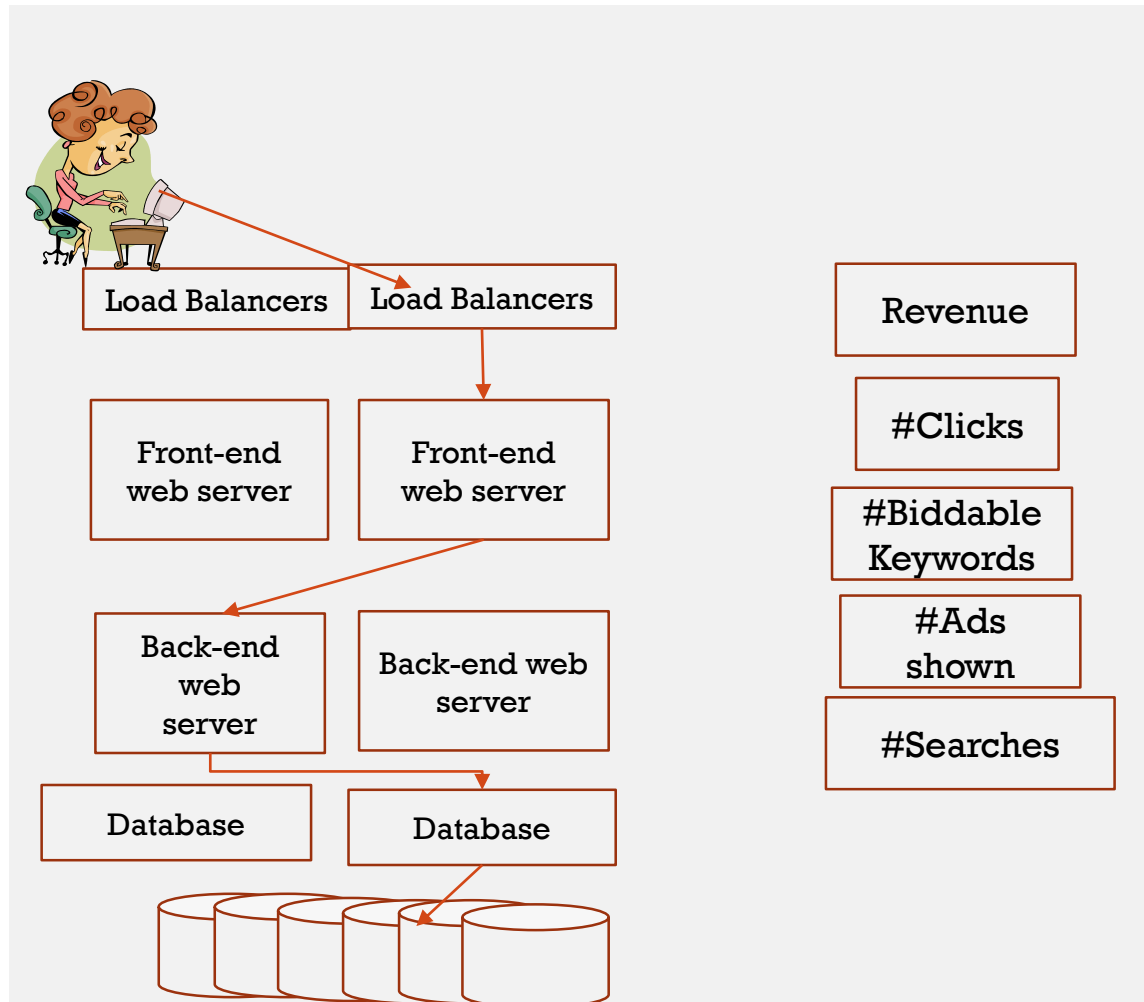 Load Balancers
Load Balancers
Front-end
web server
Front-end
web server
Back-end
web
server
Back-end web
server
Database
Database
Revenue
#Clicks
#Biddable
Keywords
#Ads
shown
#Searches